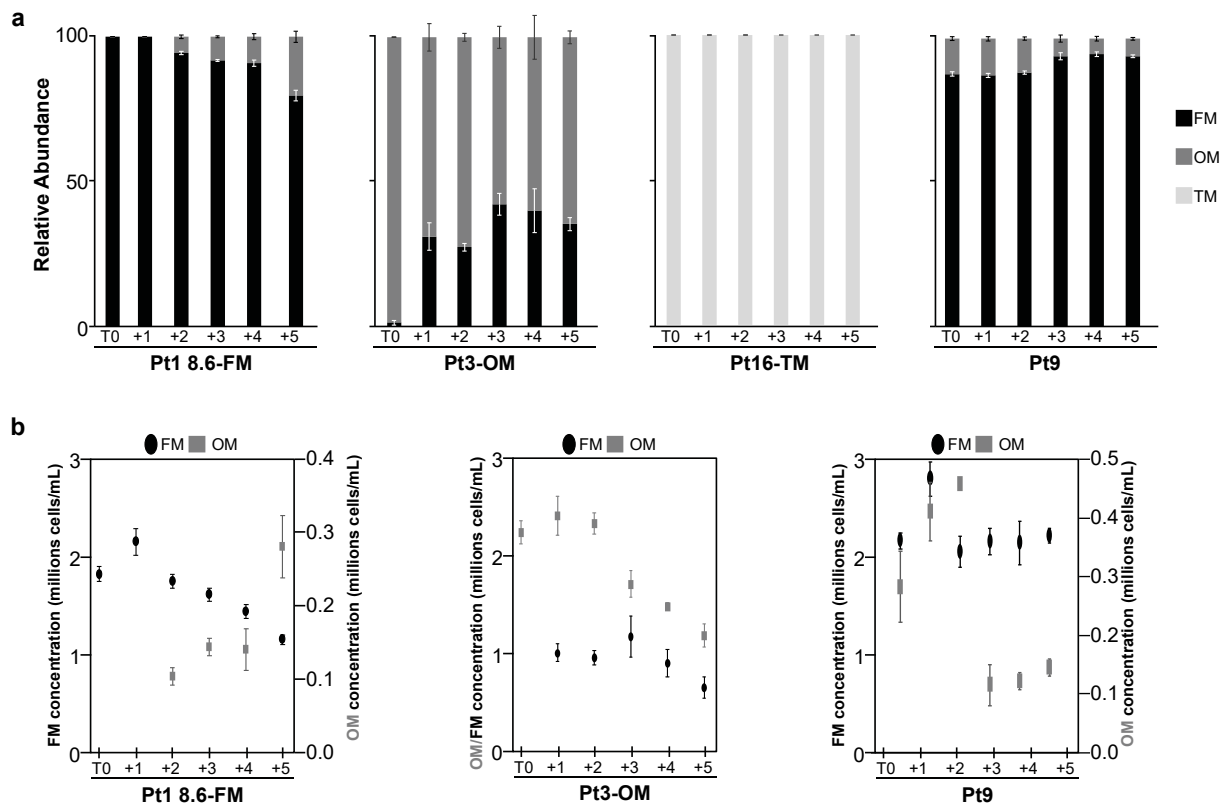 a
Relative Abundance
100
50
0
T0 +1 +2 +3 +4 +5
Pt1 8.6-FM
T0 +1 +2 +3 +4 +5
Pt3-OM
T0 +1 +2 +3 +4 +5
Pt16-TM
T0 +1 +2 +3 +4 +5
Pt9
FM
OM
TM
b
FM OM
FM concentration (millions cells/mL)
3
2
1
0
0.4
0.3
0.2
0.1
0.0
OM concentration (millions cells/mL)
T0 +1 +2 +3 +4 +5
Pt1 8.6-FM
FM OM
OM/FM concentration (millions cells/mL)
3
2
1
0
T0 +1 +2 +3 +4 +5
Pt3-OM
FM OM
FM concentration (millions cells/mL)
3
2
1
0
0.5
0.4
0.3
0.2
0.1
0.0
OM concentration (millions cells/mL)
T0 +1 +2 +3 +4 +5
Pt9